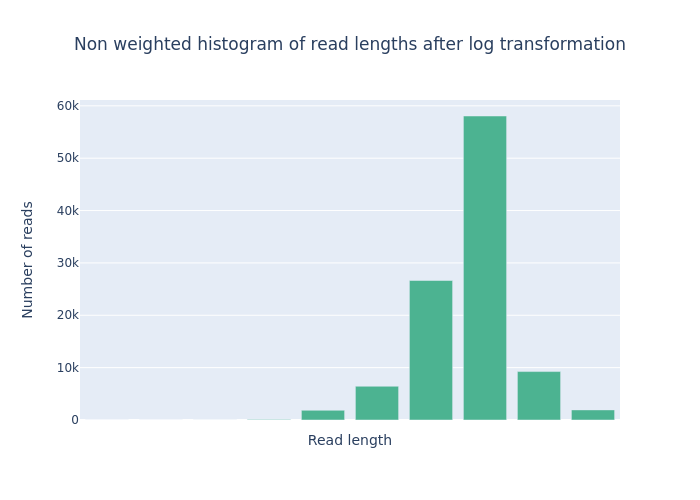 Non weighted histogram of read lengths after log transformation
60k
50k
40k
30k
20k
10k
0
Number of reads
Read length